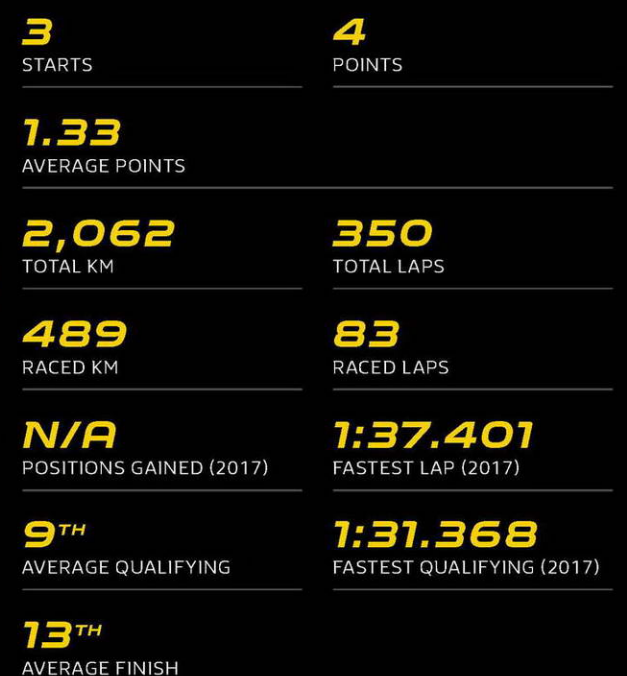 3 4
STARTS POINTS
1.33
AVERAGE POINTS
2,062 350
TOTAL KM TOTAL LAPS
489 83
RACED KM RACED LAPS
N/A 1:37.401
POSITIONS GAINED (2017) FASTEST LAP (2017)
9TH 1:31.368
AVERAGE QUALIFYING FASTEST QUALIFYING (2017)
13TH
AVERAGE FINISH